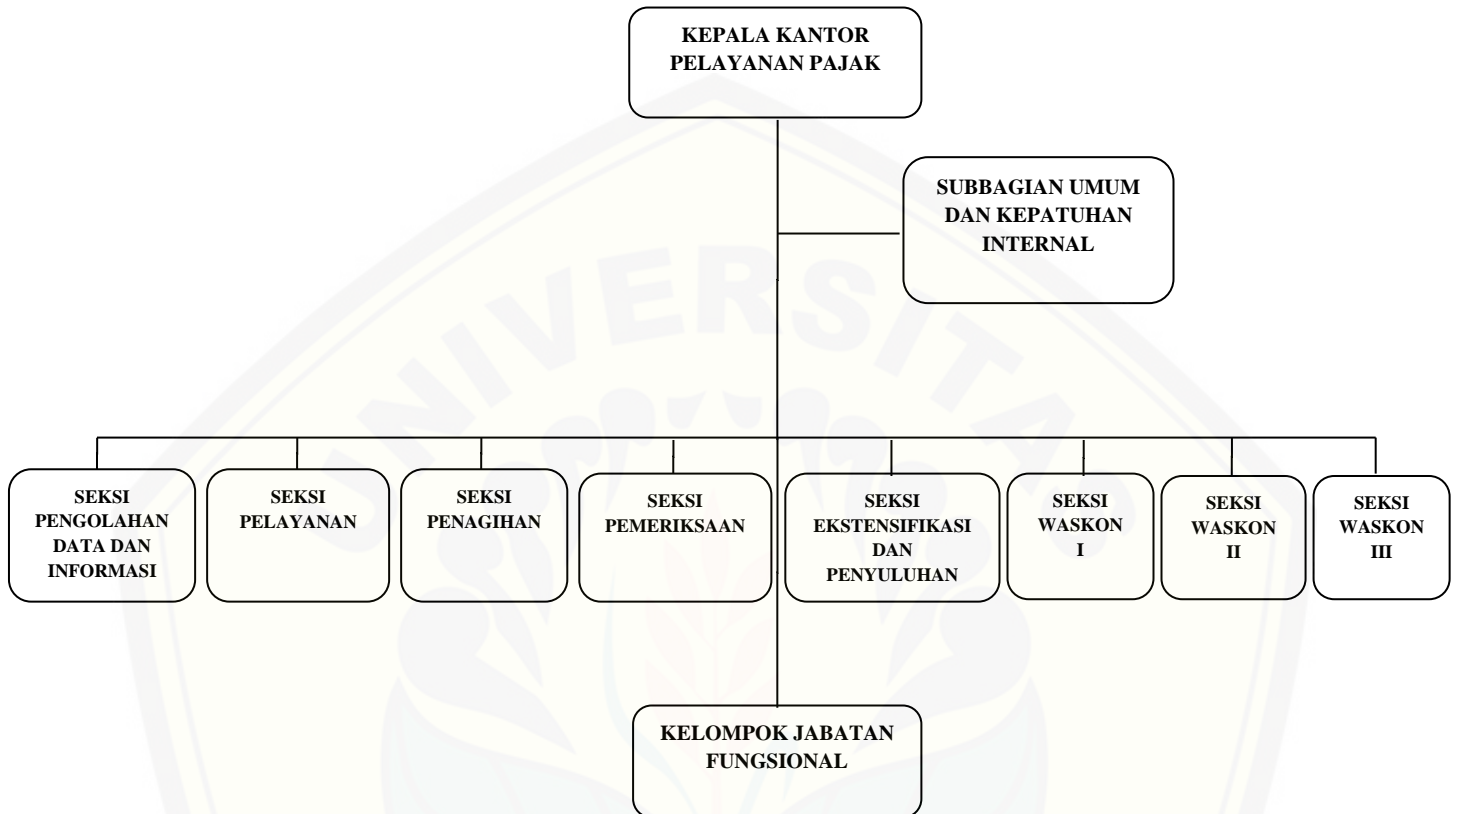 KEPALA KANTOR
PELAYANAN PAJAK
SUBBAGIAN UMUM
DAN KEPATUHAN
INTERNAL
UNIVERSITAS
SEKSI
PENGOLAHAN
DATA DAN
INFORMASI
SEKSI
PELAYANAN
SEKSI
PENAGIHAN
SEKSI
PEMERIKSAAN
SEKSI
EKSTENSIFIKASI
DAN
PENYULUHAN
SEKSI
WASKON
I
SEKSI
WASKON
II
SEKSI
WASKON
III
KELOMPOK JABATAN
FUNGSIONAL